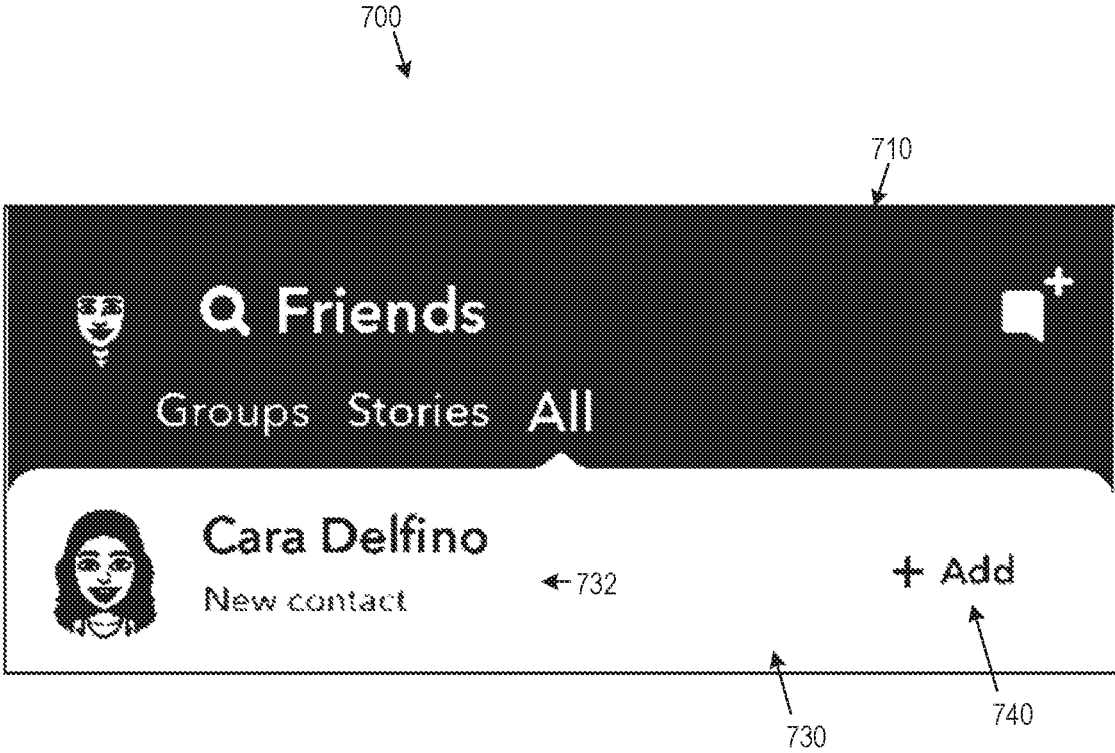 700
710
Friends
Groups Stories All
Cara Delfino
New contact
732
+ Add
730
740